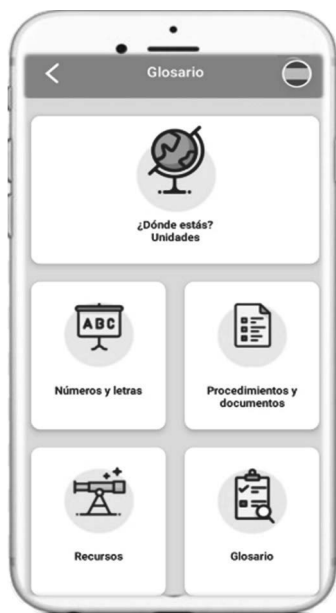 Glosario
¿Dónde estás?
Unidades
ABC
Números y letras
Procedimientos y
documentos
Recursos
Glosario